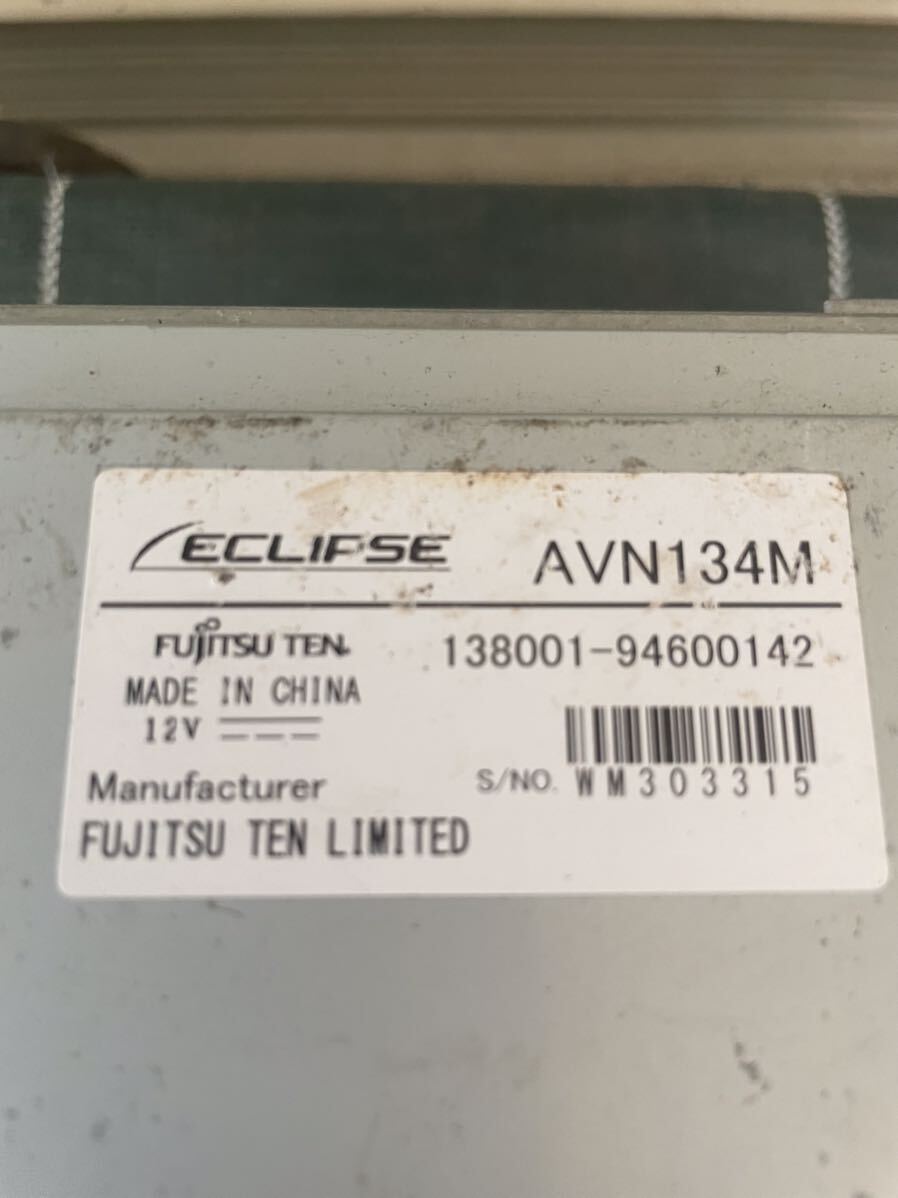 ECLIPSE AVN134M
FUJITSU TEN 138001-94600142
MADE IN CHINA
12V
S/NO. WM303315
Manufacturer
FUJITSU TEN LIMITED